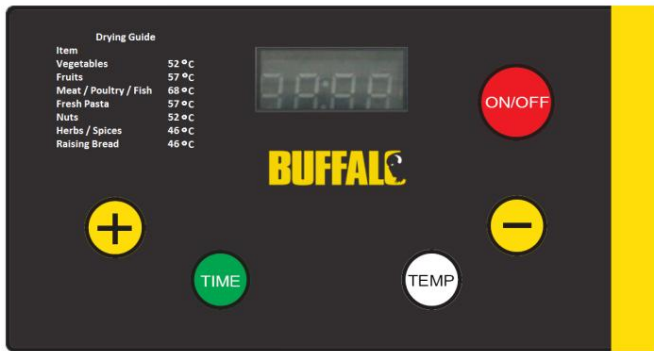 Drying Guide
Item
Vegetables 52 °C
Fruits 57 °C
Meat / Poultry / Fish 68 °C
Fresh Pasta 57 °C
Nuts 52 °C
Herbs / Spices 46 °C
Raising Bread 46 °C
ON/OFF
BUFFALO
+
−
TIME
TEMP